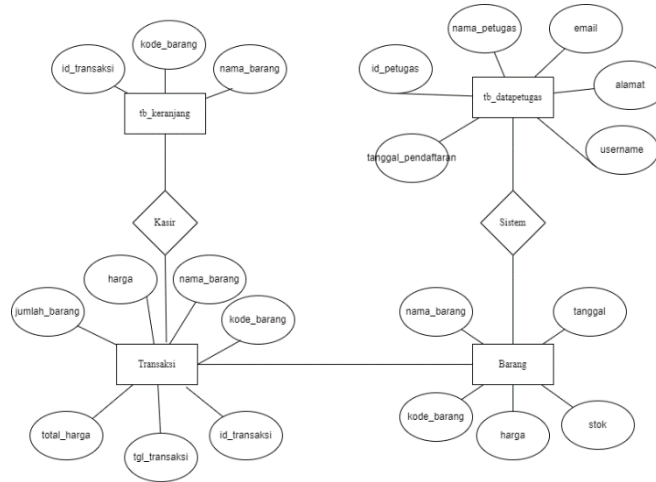 kode_barang
id_transaksi
nama_barang
tb_keranjang
nama_petugas
email
id_petugas
alamat
tb_datapetugas
tanggal_pendaftaran
username
Kasir
Sistem
harga
nama_barang
jumlah_barang
kode_barang
Transaksi
total_harga
id_transaksi
tgl_transaksi
nama_barang
tanggal
Barang
kode_barang
stok
harga